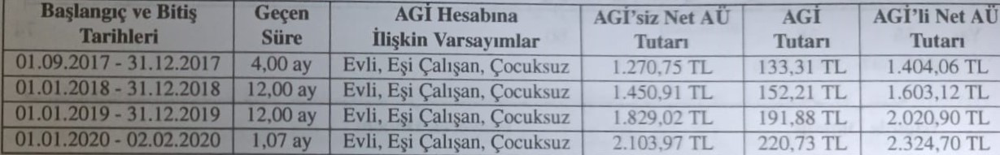 Başlangıç ve Bitiş Tarihleri | Geçen Süre | AGİ Hesabına İlişkin Varsayımlar | AGİ'siz Net AÜ Tutarı | AGİ Tutarı | AGİ'li Net AÜ Tutarı
01.09.2017 - 31.12.2017 | 4,00 ay | Evli, Eşi Çalışan, Çocuksuz | 1.270,75 TL | 133,31 TL | 1.404,06 TL
01.01.2018 - 31.12.2018 | 12,00 ay | Evli, Eşi Çalışan, Çocuksuz | 1.450,91 TL | 152,21 TL | 1.603,12 TL
01.01.2019 - 31.12.2019 | 12,00 ay | Evli, Eşi Çalışan, Çocuksuz | 1.829,02 TL | 191,88 TL | 2.020,90 TL
01.01.2020 - 02.02.2020 | 1,07 ay | Evli, Eşi Çalışan, Çocuksuz | 2.103,97 TL | 220,73 TL | 2.324,70 TL